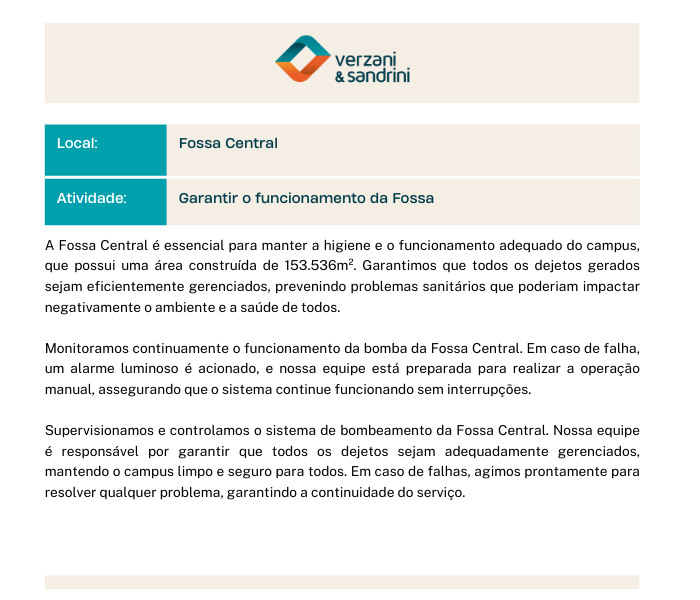 verzani
& sandrini
Local:
Fossa Central
Atividade:
Garantir o funcionamento da Fossa
A Fossa Central é essencial para manter a higiene e o funcionamento adequado do campus,
que possui uma área construída de 153.536m². Garantimos que todos os dejetos gerados
sejam eficientemente gerenciados, prevenindo problemas sanitários que poderiam impactar
negativamente o ambiente e a saúde de todos.
Monitoramos continuamente o funcionamento da bomba da Fossa Central. Em caso de falha,
um alarme luminoso é acionado, e nossa equipe está preparada para realizar a operação
manual, assegurando que o sistema continue funcionando sem interrupções.
Supervisionamos e controlamos o sistema de bombeamento da Fossa Central. Nossa equipe
é responsável por garantir que todos os dejetos sejam adequadamente gerenciados,
mantendo o campus limpo e seguro para todos. Em caso de falhas, agimos prontamente para
resolver qualquer problema, garantindo a continuidade do serviço.